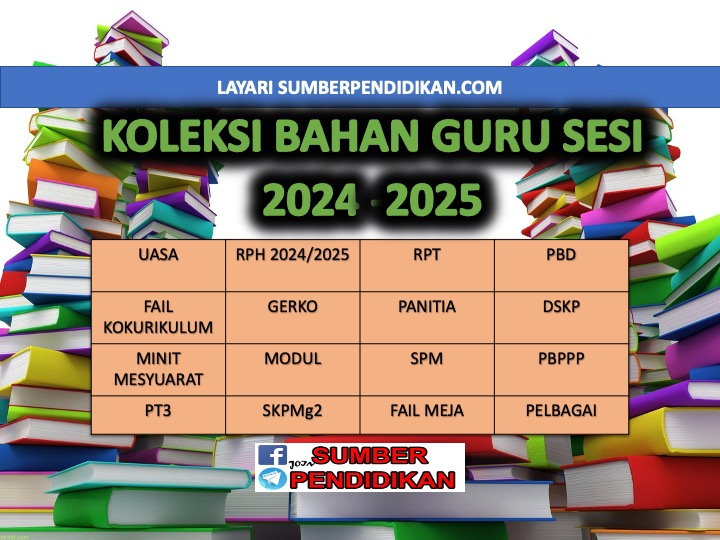 LAYARI SUMBERPENDIDIKAN.COM
KOLEKSI BAHAN GURU SESI
2024 -2025
UASA
RPH 2024/2025
RPT
PBD
FAIL
KOKURIKULUM
GERKO
PANITIA
DSKP
MINIT
MESYUARAT
MODUL
SPM
PBPPP
PT3
SKPMg2
FAIL MEJA
PELBAGAI
join
SUMBER
PENDIDIKAN